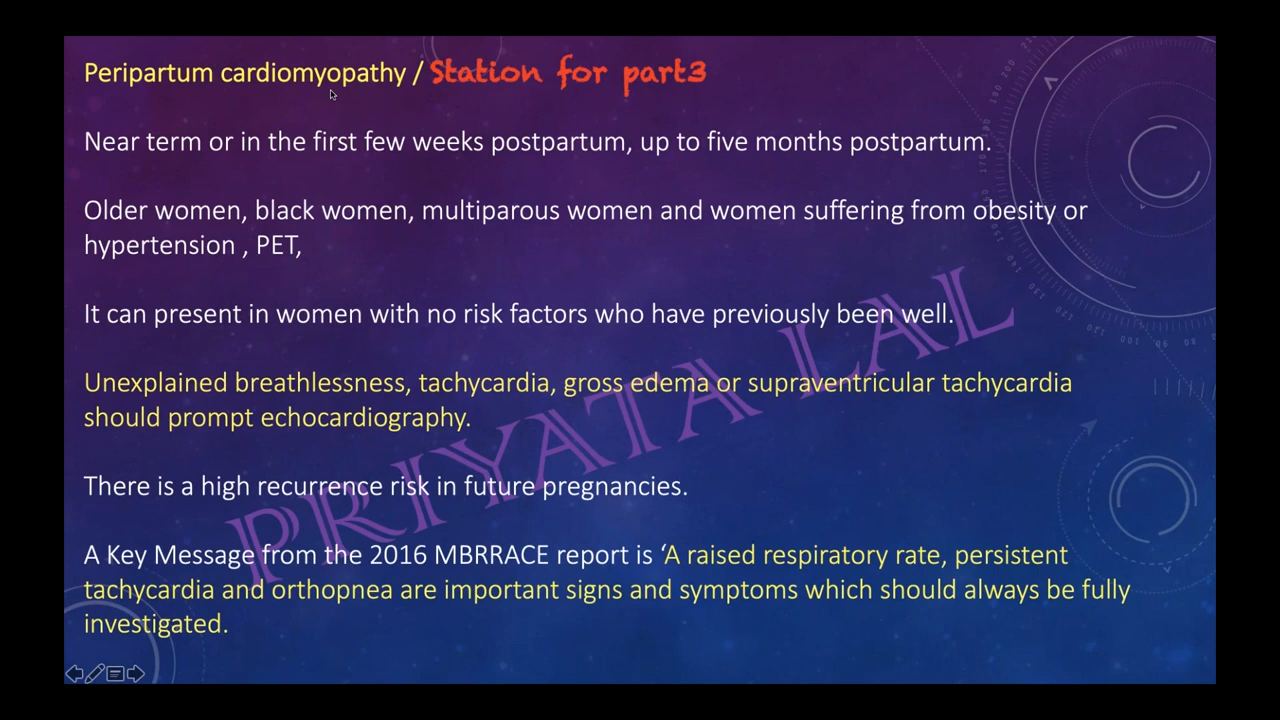 Peripartum cardiomyopathy / Station for part3
Near term or in the first few weeks postpartum, up to five months postpartum.
Older women, black women, multiparous women and women suffering from obesity or
hypertension , PET,
It can present in women with no risk factors who have previously been well.
Unexplained breathlessness, tachycardia, gross edema or supraventricular tachycardia
should prompt echocardiography.
There is a high recurrence risk in future pregnancies.
A Key Message from the 2016 MBRRACE report is ‘A raised respiratory rate, persistent
tachycardia and orthopnea are important signs and symptoms which should always be fully
investigated.
PRIYATA LAL